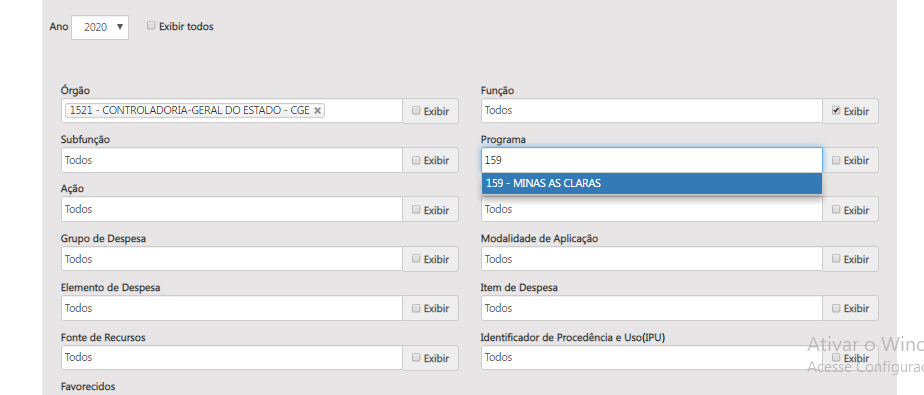 Ano 2020 Exibir todos
Órgão
1521 - CONTROLADORIA-GERAL DO ESTADO - CGE × Exibir
Função
Todos Exibir
Subfunção
Todos Exibir
Programa
159 Exibir
159 - MINAS AS CLARAS
Ação
Todos Exibir
Todos Exibir
Grupo de Despesa
Todos Exibir
Modalidade de Aplicação
Todos Exibir
Elemento de Despesa
Todos Exibir
Item de Despesa
Todos Exibir
Fonte de Recursos
Todos Exibir
Identificador de Procedência e Uso(IPU)
Todos Exibir
Favorecidos
Ativar o Wind
Acesse Configuraç